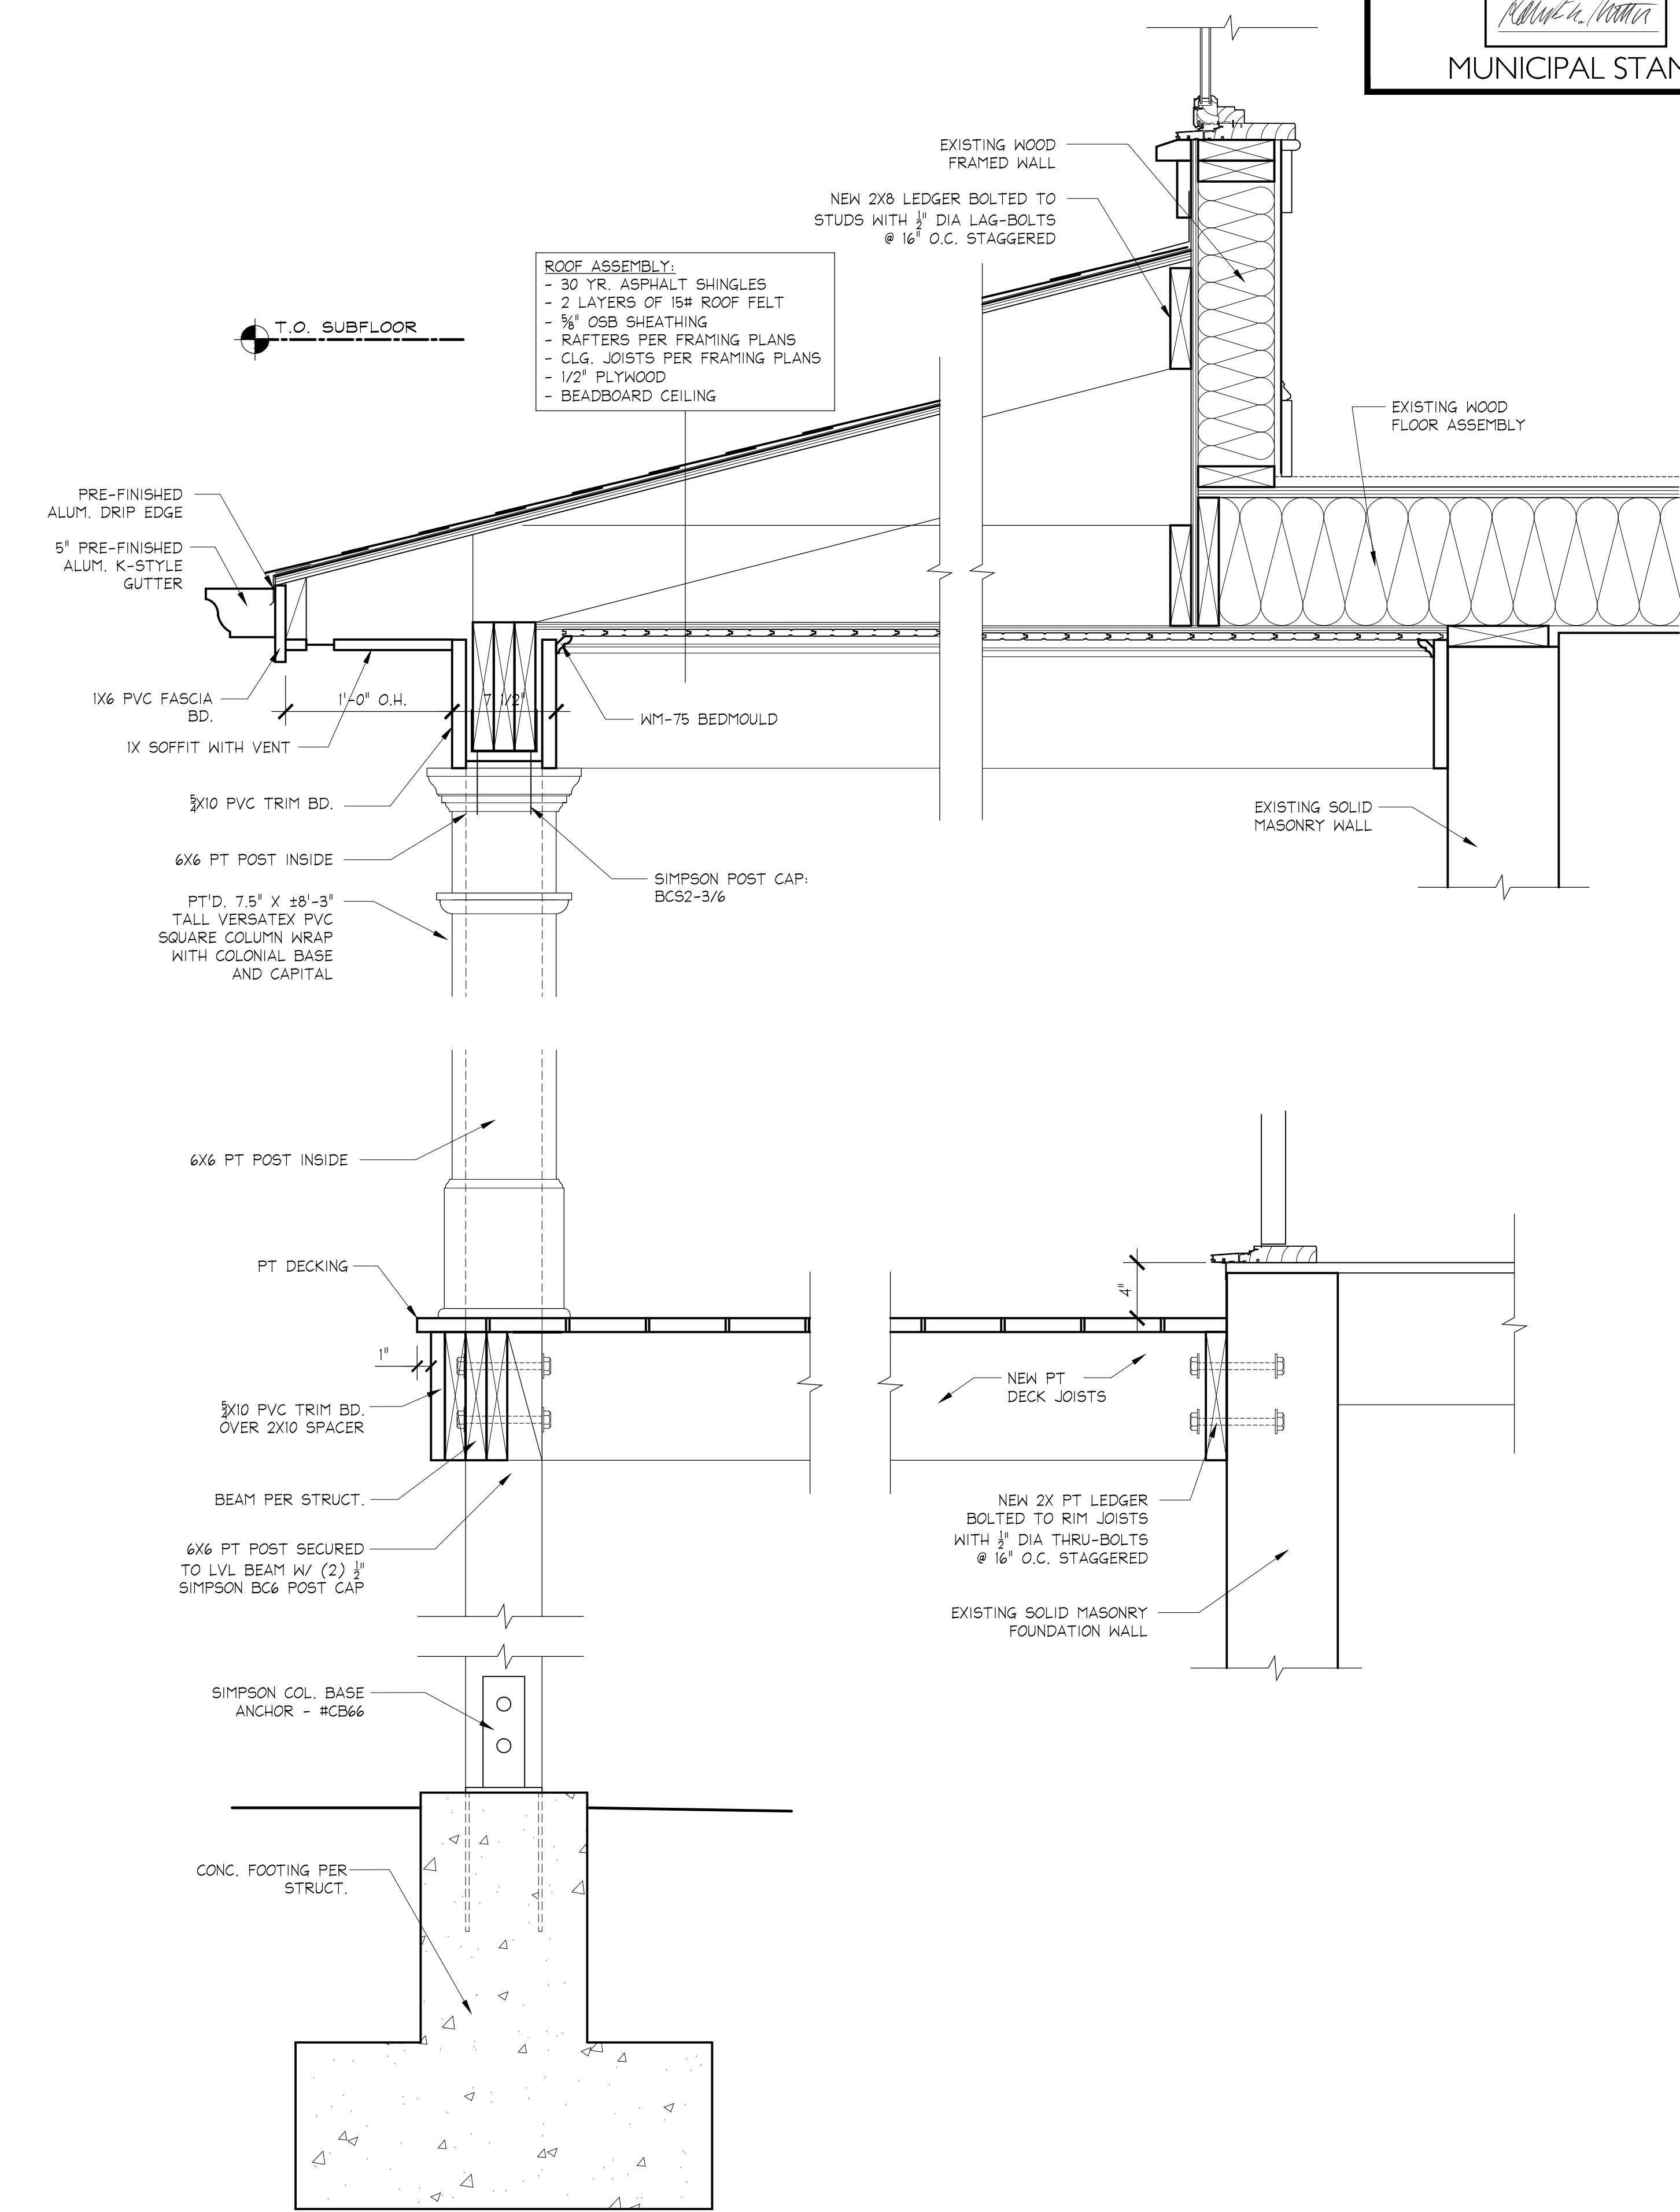 MUNICIPAL STAM
EXISTING WOOD
FRAMED WALL
NEW 2X8 LEDGER BOLTED TO
STUDS WITH ½" DIA LAG-BOLTS
@ 16" O.C. STAGGERED
ROOF ASSEMBLY:
- 30 YR. ASPHALT SHINGLES
- 2 LAYERS OF 15# ROOF FELT
- ⅝" OSB SHEATHING
- RAFTERS PER FRAMING PLANS
- CLG. JOISTS PER FRAMING PLANS
- 1/2" PLYWOOD
- BEADBOARD CEILING
T.O. SUBFLOOR
EXISTING WOOD
FLOOR ASSEMBLY
PRE-FINISHED
ALUM. DRIP EDGE
5" PRE-FINISHED
ALUM. K-STYLE
GUTTER
1X6 PVC FASCIA
BD.
1'-0" O.H.
7 1/2"
WM-75 BEDMOULD
1X SOFFIT WITH VENT
5/4X10 PVC TRIM BD.
EXISTING SOLID
MASONRY WALL
6X6 PT POST INSIDE
SIMPSON POST CAP:
BCS2-3/6
PT'D. 7.5" X ±8'-3"
TALL VERSATEX PVC
SQUARE COLUMN WRAP
WITH COLONIAL BASE
AND CAPITAL
6X6 PT POST INSIDE
PT DECKING
4"
1"
NEW PT
DECK JOISTS
5/4X10 PVC TRIM BD.
OVER 2X10 SPACER
BEAM PER STRUCT.
NEW 2X PT LEDGER
BOLTED TO RIM JOISTS
WITH ½" DIA THRU-BOLTS
@ 16" O.C. STAGGERED
6X6 PT POST SECURED
TO LVL BEAM W/ (2) ½"
SIMPSON BC6 POST CAP
EXISTING SOLID MASONRY
FOUNDATION WALL
SIMPSON COL. BASE
ANCHOR - #CB66
CONC. FOOTING PER
STRUCT.